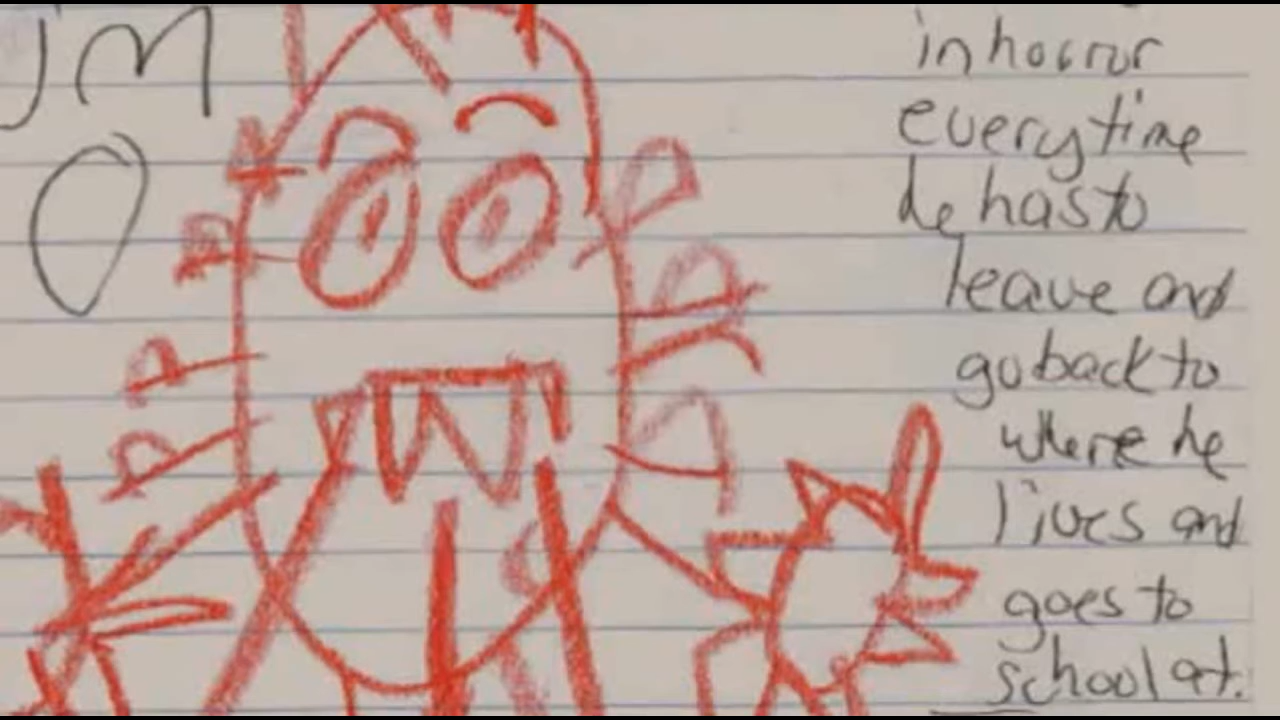 JM
O
in horror
everytime
he has to
leave and
go back to
where he
lives and
goes to
school at.